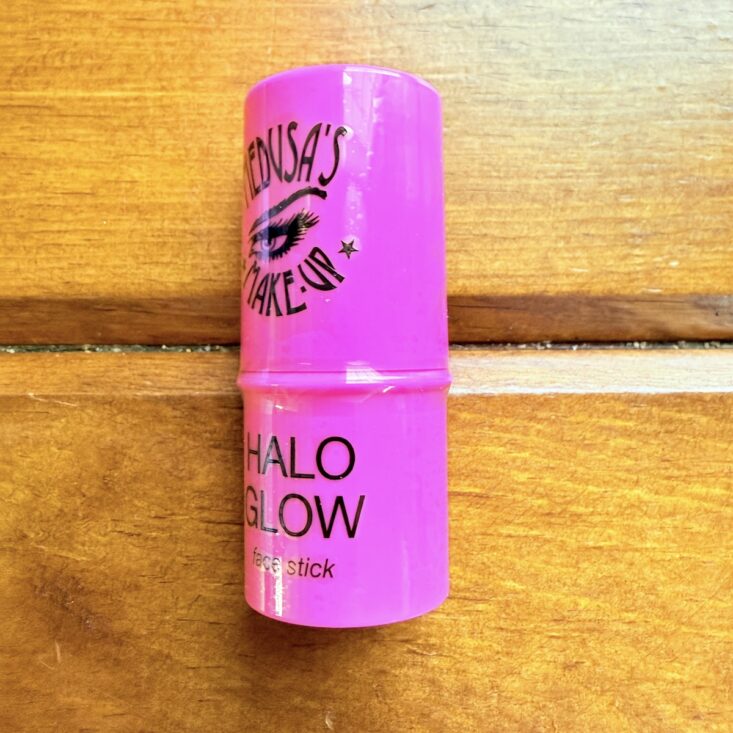 MEDUSA'S
MAKE-UP
HALO
GLOW
face stick